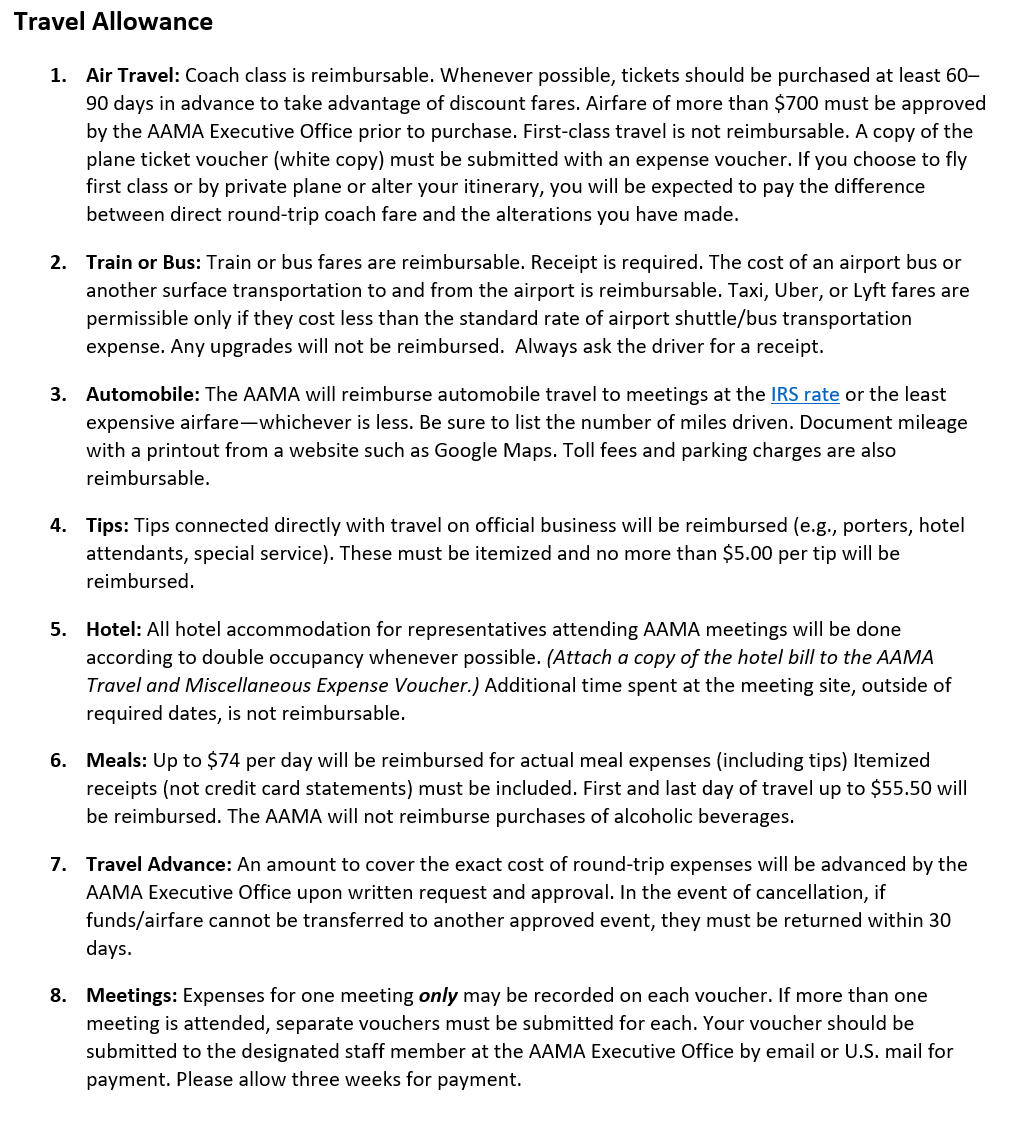 Travel Allowance
1. Air Travel: Coach class is reimbursable. Whenever possible, tickets should be purchased at least 60–
90 days in advance to take advantage of discount fares. Airfare of more than $700 must be approved
by the AAMA Executive Office prior to purchase. First-class travel is not reimbursable. A copy of the
plane ticket voucher (white copy) must be submitted with an expense voucher. If you choose to fly
first class or by private plane or alter your itinerary, you will be expected to pay the difference
between direct round-trip coach fare and the alterations you have made.
2. Train or Bus: Train or bus fares are reimbursable. Receipt is required. The cost of an airport bus or
another surface transportation to and from the airport is reimbursable. Taxi, Uber, or Lyft fares are
permissible only if they cost less than the standard rate of airport shuttle/bus transportation
expense. Any upgrades will not be reimbursed.  Always ask the driver for a receipt.
3. Automobile: The AAMA will reimburse automobile travel to meetings at the IRS rate or the least
expensive airfare—whichever is less. Be sure to list the number of miles driven. Document mileage
with a printout from a website such as Google Maps. Toll fees and parking charges are also
reimbursable.
4. Tips: Tips connected directly with travel on official business will be reimbursed (e.g., porters, hotel
attendants, special service). These must be itemized and no more than $5.00 per tip will be
reimbursed.
5. Hotel: All hotel accommodation for representatives attending AAMA meetings will be done
according to double occupancy whenever possible. (Attach a copy of the hotel bill to the AAMA
Travel and Miscellaneous Expense Voucher.) Additional time spent at the meeting site, outside of
required dates, is not reimbursable.
6. Meals: Up to $74 per day will be reimbursed for actual meal expenses (including tips) Itemized
receipts (not credit card statements) must be included. First and last day of travel up to $55.50 will
be reimbursed. The AAMA will not reimburse purchases of alcoholic beverages.
7. Travel Advance: An amount to cover the exact cost of round-trip expenses will be advanced by the
AAMA Executive Office upon written request and approval. In the event of cancellation, if
funds/airfare cannot be transferred to another approved event, they must be returned within 30
days.
8. Meetings: Expenses for one meeting only may be recorded on each voucher. If more than one
meeting is attended, separate vouchers must be submitted for each. Your voucher should be
submitted to the designated staff member at the AAMA Executive Office by email or U.S. mail for
payment. Please allow three weeks for payment.